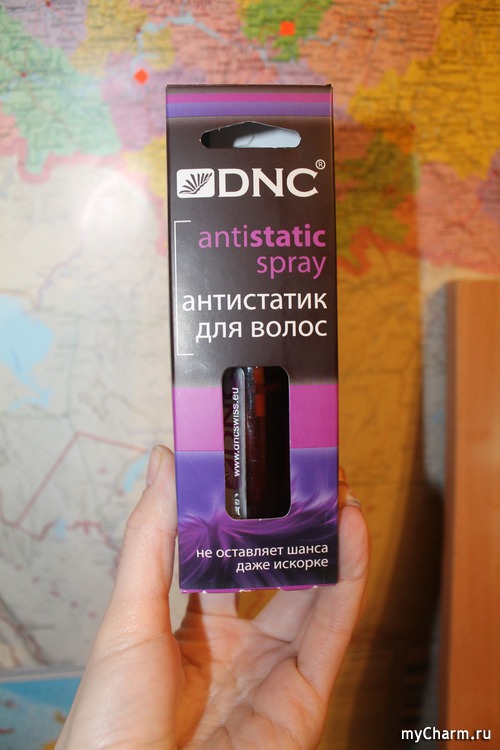 DNC®
antistatic
spray
антистатик
для волос
www.dncswiss.eu
не оставляет шанса
даже искорке
myCharm.ru